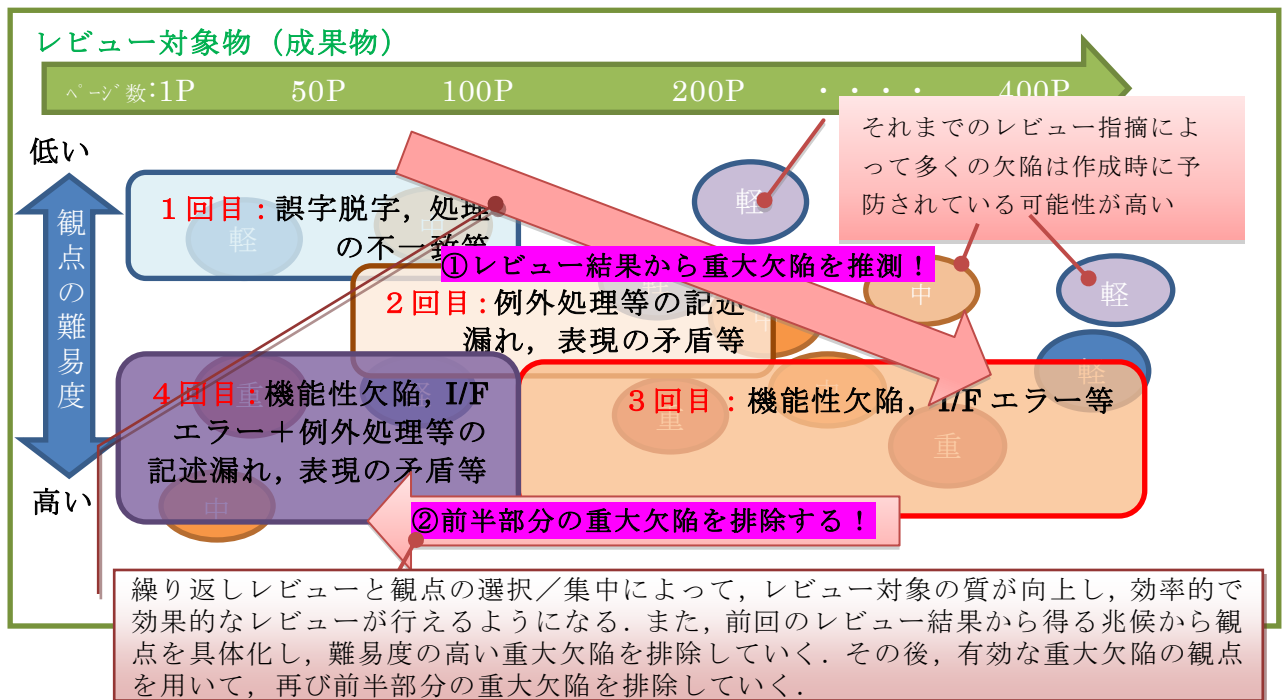 レビュー対象物（成果物）
ﾍﾟｰｼﾞ数:1P 50P 100P 200P ・・・・ 400P
低い
観点の難易度
高い
それまでのレビュー指摘によ
って多くの欠陥は作成時に予
防されている可能性が高い
軽
１回目：誤字脱字，処理
の不一致等
軽
中
①レビュー結果から重大欠陥を推測！
２回目：例外処理等の記述
漏れ，表現の矛盾等
軽
中
中
軽
軽
４回目：機能性欠陥，I/F
エラー＋例外処理等の
記述漏れ，表現の矛盾等
重
軽
中
３回目：機能性欠陥，I/Fエラー等
重
重
②前半部分の重大欠陥を排除する！
繰り返しレビューと観点の選択／集中によって，レビュー対象の質が向上し，効率的で
効果的なレビューが行えるようになる．また，前回のレビュー結果から得る兆候から観
点を具体化し，難易度の高い重大欠陥を排除していく．その後，有効な重大欠陥の観点
を用いて，再び前半部分の重大欠陥を排除していく．